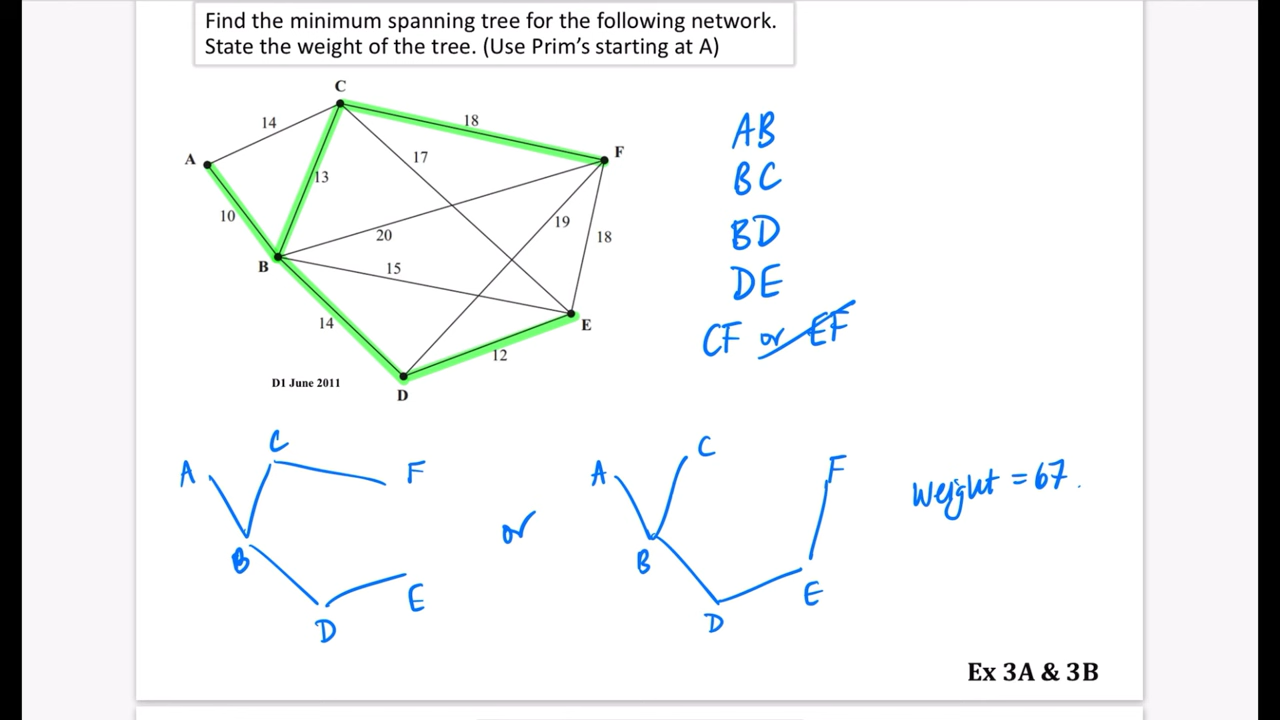 Find the minimum spanning tree for the following network.
State the weight of the tree. (Use Prim's starting at A)
C
14
18
A
F
17
13
10
19
20
18
B
15
14
E
12
D1 June 2011
D
AB
BC
BD
DE
CF or EF
A
C
F
B
D
E
or
A
C
F
B
D
E
Weight = 67.
Ex 3A & 3B